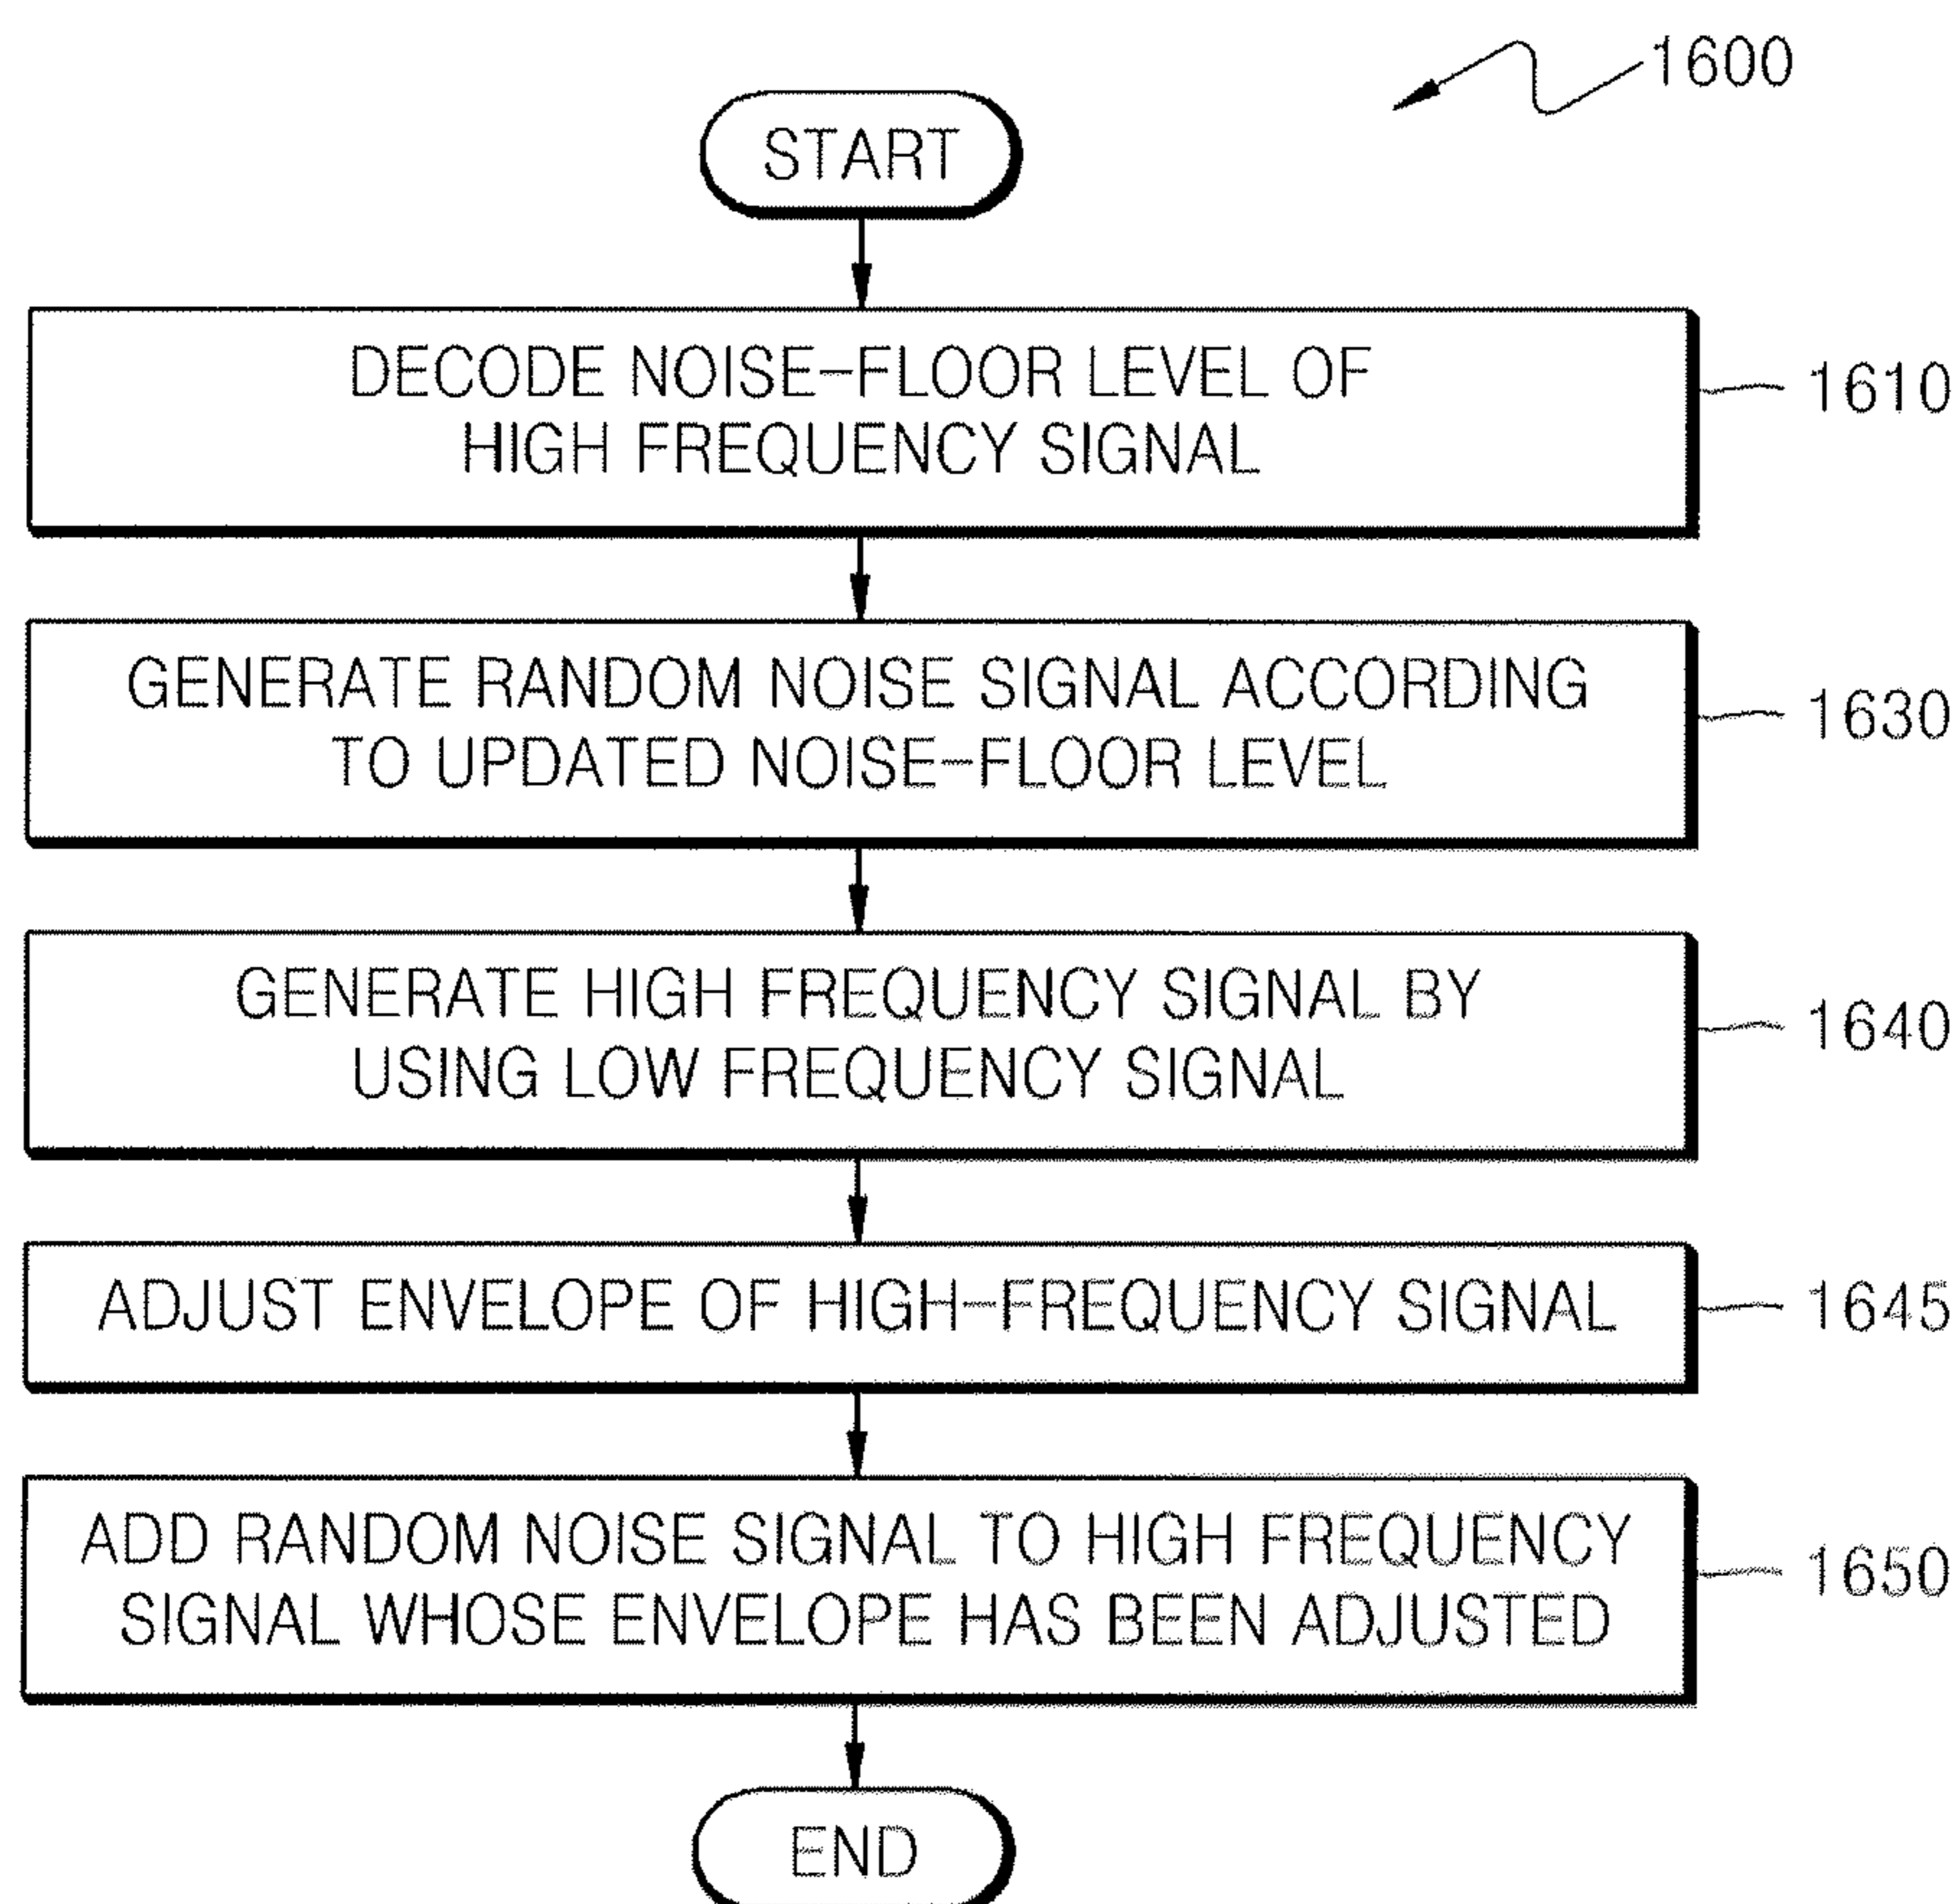 1600
START
DECODE NOISE-FLOOR LEVEL OF
HIGH FREQUENCY SIGNAL
1610
GENERATE RANDOM NOISE SIGNAL ACCORDING
TO UPDATED NOISE-FLOOR LEVEL
1630
GENERATE HIGH FREQUENCY SIGNAL BY
USING LOW FREQUENCY SIGNAL
1640
ADJUST ENVELOPE OF HIGH-FREQUENCY SIGNAL
1645
ADD RANDOM NOISE SIGNAL TO HIGH FREQUENCY
SIGNAL WHOSE ENVELOPE HAS BEEN ADJUSTED
1650
END